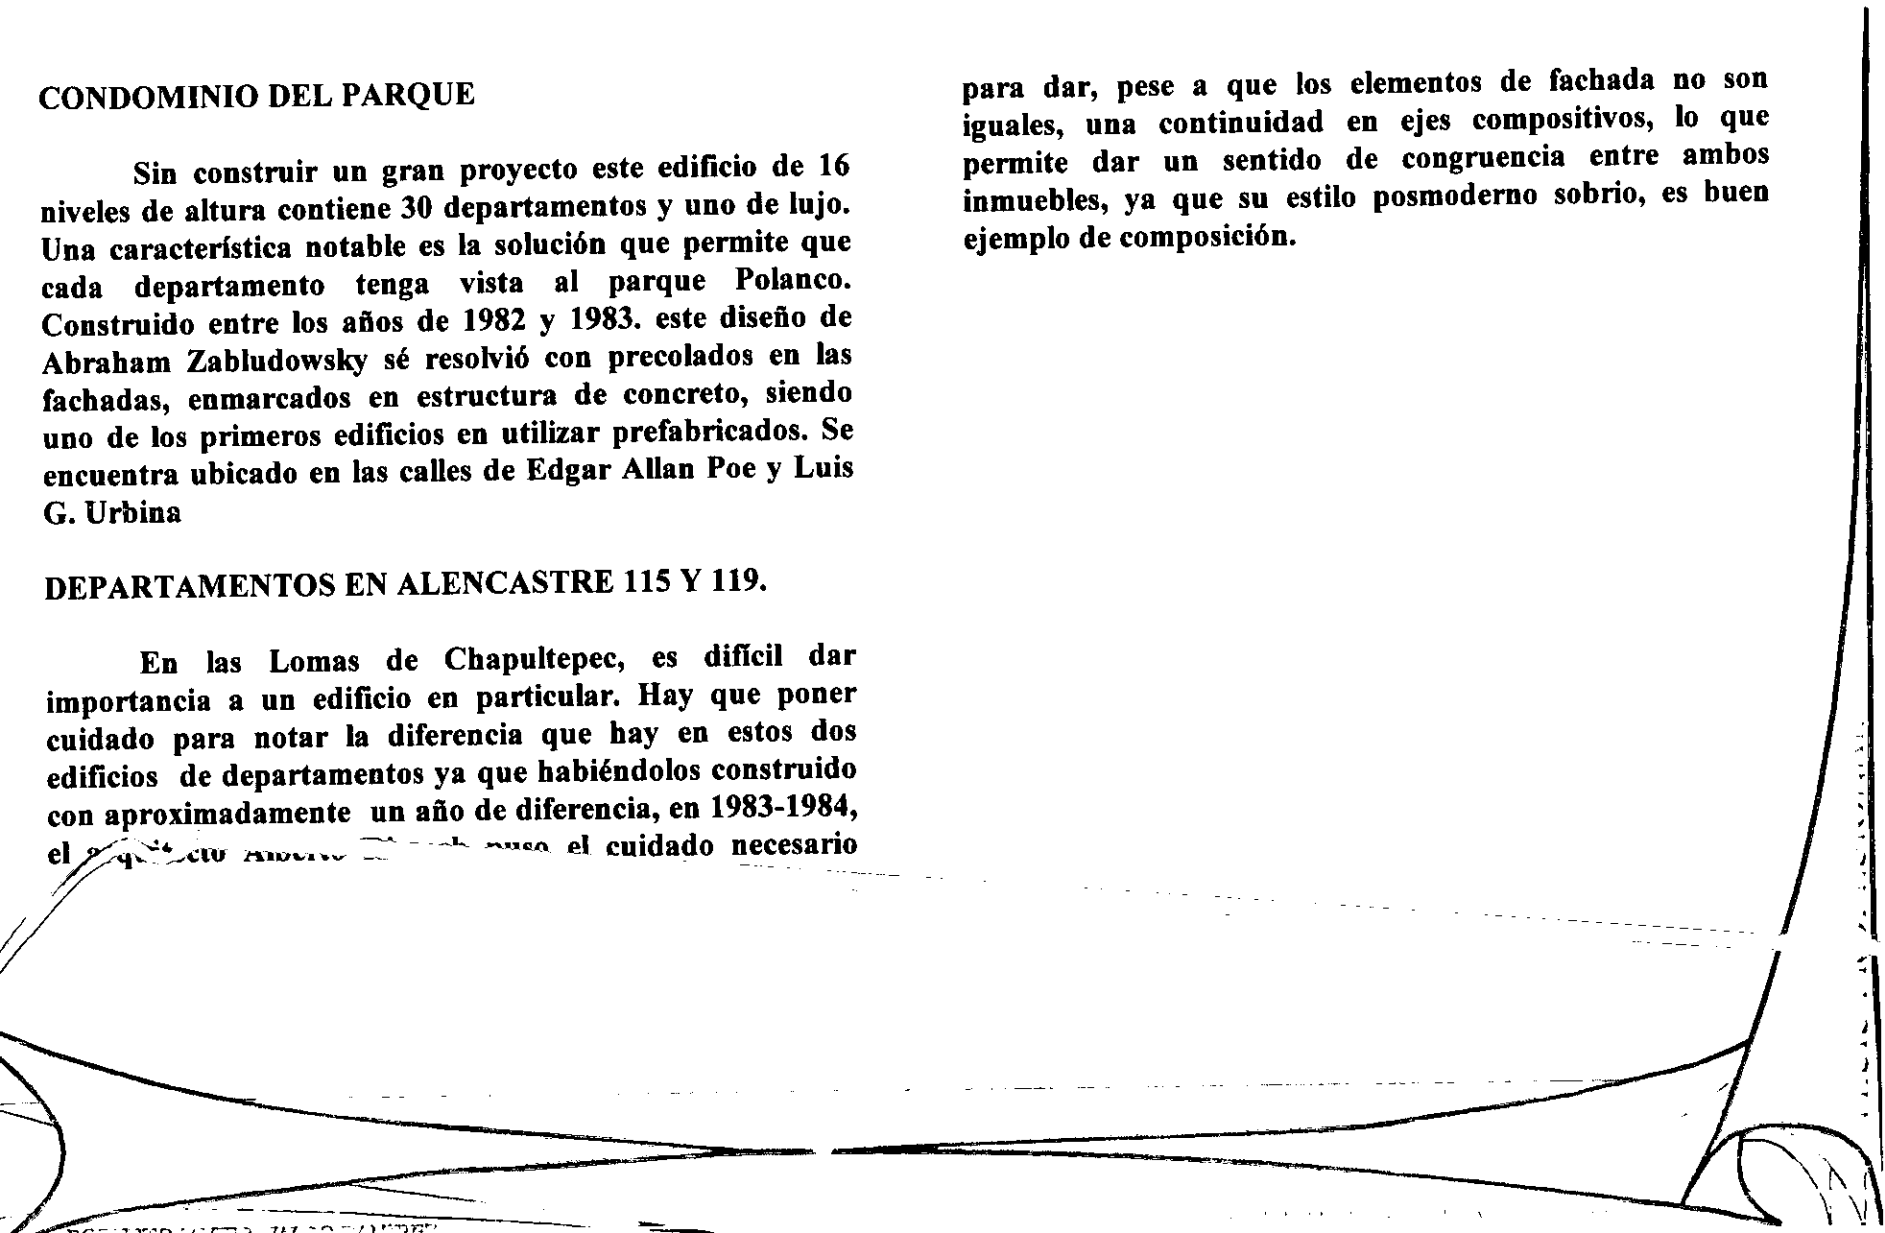 CONDOMINIO DEL PARQUE
Sin construir un gran proyecto este edificio de 16
niveles de altura contiene 30 departamentos y uno de lujo.
Una característica notable es la solución que permite que
cada departamento tenga vista al parque Polanco.
Construido entre los años de 1982 y 1983. este diseño de
Abraham Zabludowsky sé resolvió con precolados en las
fachadas, enmarcados en estructura de concreto, siendo
uno de los primeros edificios en utilizar prefabricados. Se
encuentra ubicado en las calles de Edgar Allan Poe y Luis
G. Urbina
DEPARTAMENTOS EN ALENCASTRE 115 Y 119.
En las Lomas de Chapultepec, es difícil dar
importancia a un edificio en particular. Hay que poner
cuidado para notar la diferencia que hay en estos dos
edificios de departamentos ya que habiéndolos construido
con aproximadamente un año de diferencia, en 1983-1984,
el arquitecto Alberto puso el cuidado necesario
para dar, pese a que los elementos de fachada no son
iguales, una continuidad en ejes compositivos, lo que
permite dar un sentido de congruencia entre ambos
inmuebles, ya que su estilo posmoderno sobrio, es buen
ejemplo de composición.